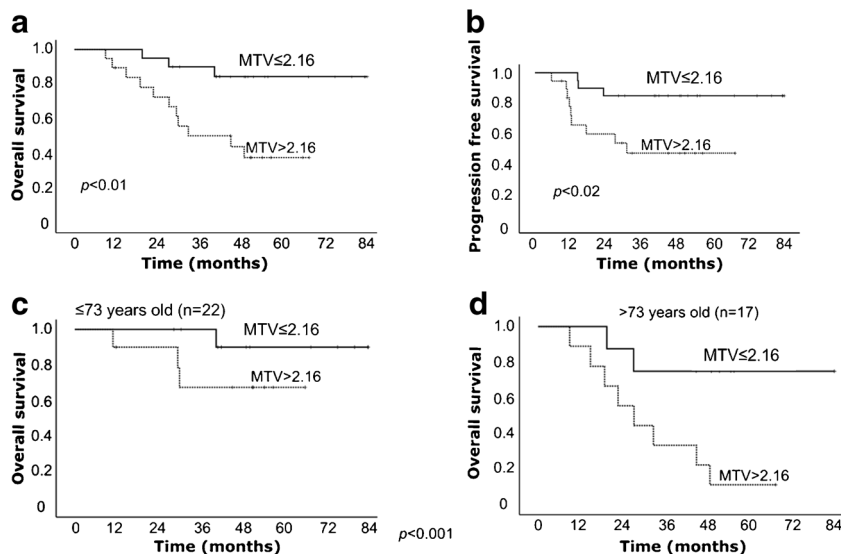 a
Overall survival
1.0
0.8
0.6
0.4
0.2
0
MTV≤2.16
MTV>2.16
p<0.01
0 12 24 36 48 60 72 84
Time (months)
b
Progression free survival
1.0
0.8
0.6
0.4
0.2
0
MTV≤2.16
MTV>2.16
p<0.02
0 12 24 36 48 60 72 84
Time (months)
c
≤73 years old (n=22)
Overall survival
1.0
0.8
0.6
0.4
0.2
0
MTV≤2.16
MTV>2.16
0 12 24 36 48 60 72 84
Time (months)
p<0.001
d
>73 years old (n=17)
Overall survival
1.0
0.8
0.6
0.4
0.2
0
MTV≤2.16
MTV>2.16
0 12 24 36 48 60 72 84
Time (months)